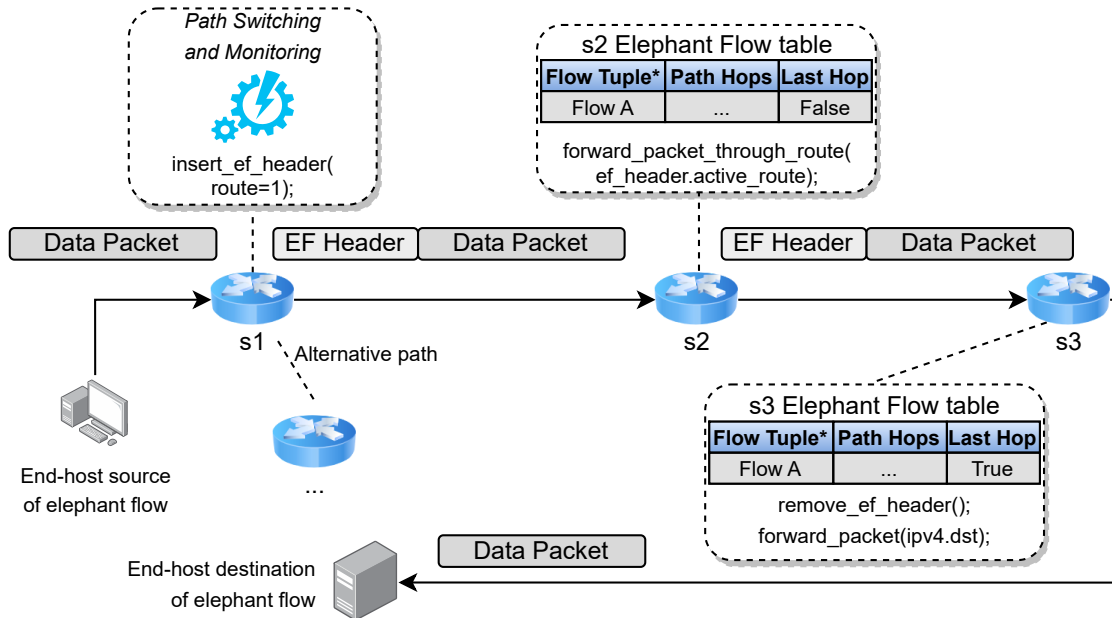 Path Switching
and Monitoring
insert_ef_header(
route=1);
s2 Elephant Flow table
Flow Tuple* Path Hops Last Hop
Flow A ... False
forward_packet_through_route(
ef_header.active_route);
Data Packet EF Header Data Packet EF Header Data Packet
s1 s2 s3
Alternative path
...
End-host source
of elephant flow
s3 Elephant Flow table
Flow Tuple* Path Hops Last Hop
Flow A ... True
remove_ef_header();
forward_packet(ipv4.dst);
Data Packet
End-host destination
of elephant flow